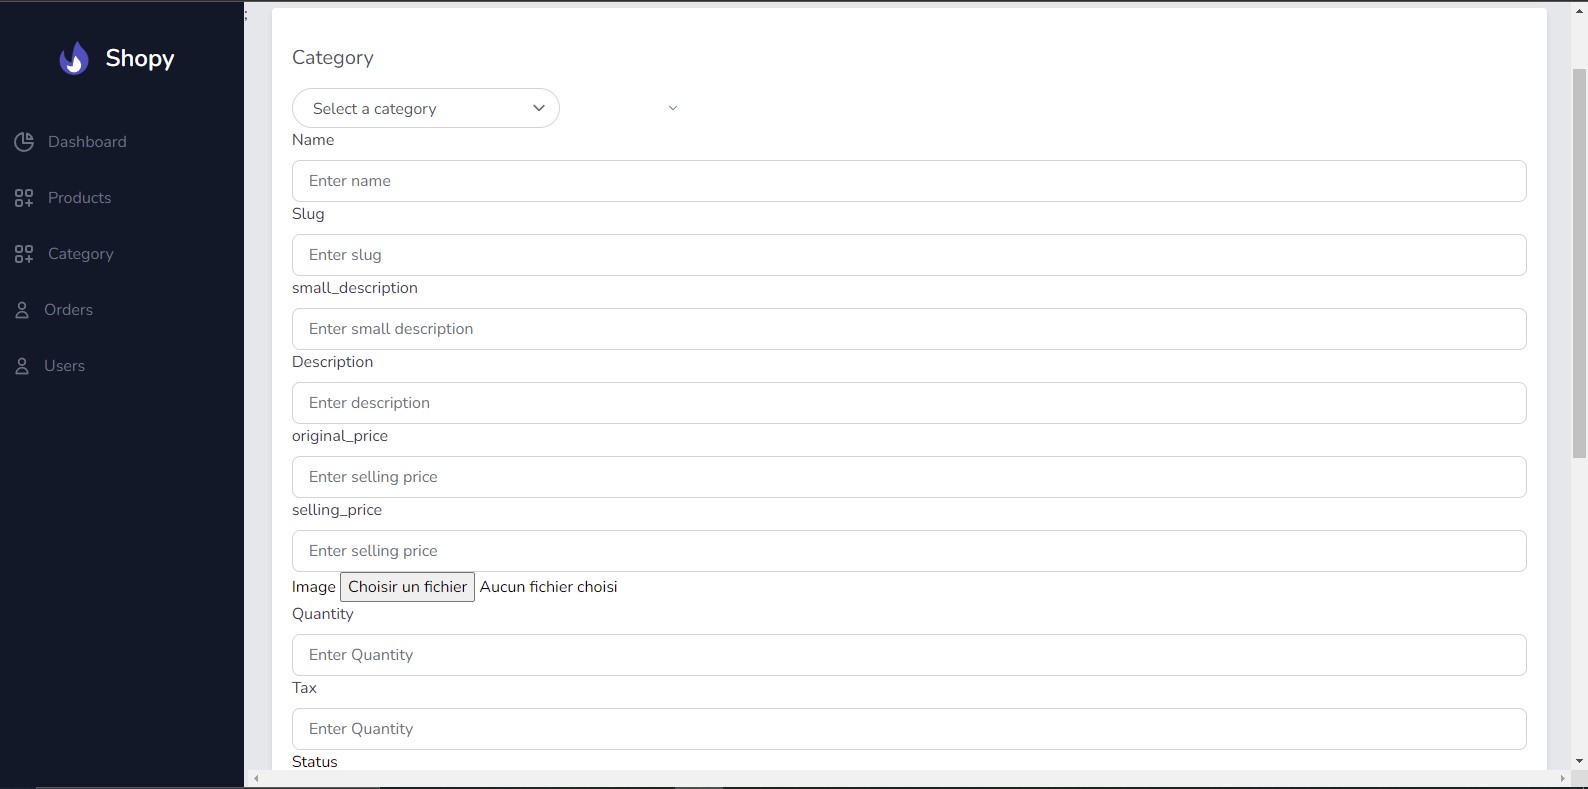 ;
Shopy
Dashboard
Products
Category
Orders
Users
Category
Select a category
Name
Enter name
Slug
Enter slug
small_description
Enter small description
Description
Enter description
original_price
Enter selling price
selling_price
Enter selling price
Image Choisir un fichier Aucun fichier choisi
Quantity
Enter Quantity
Tax
Enter Quantity
Status